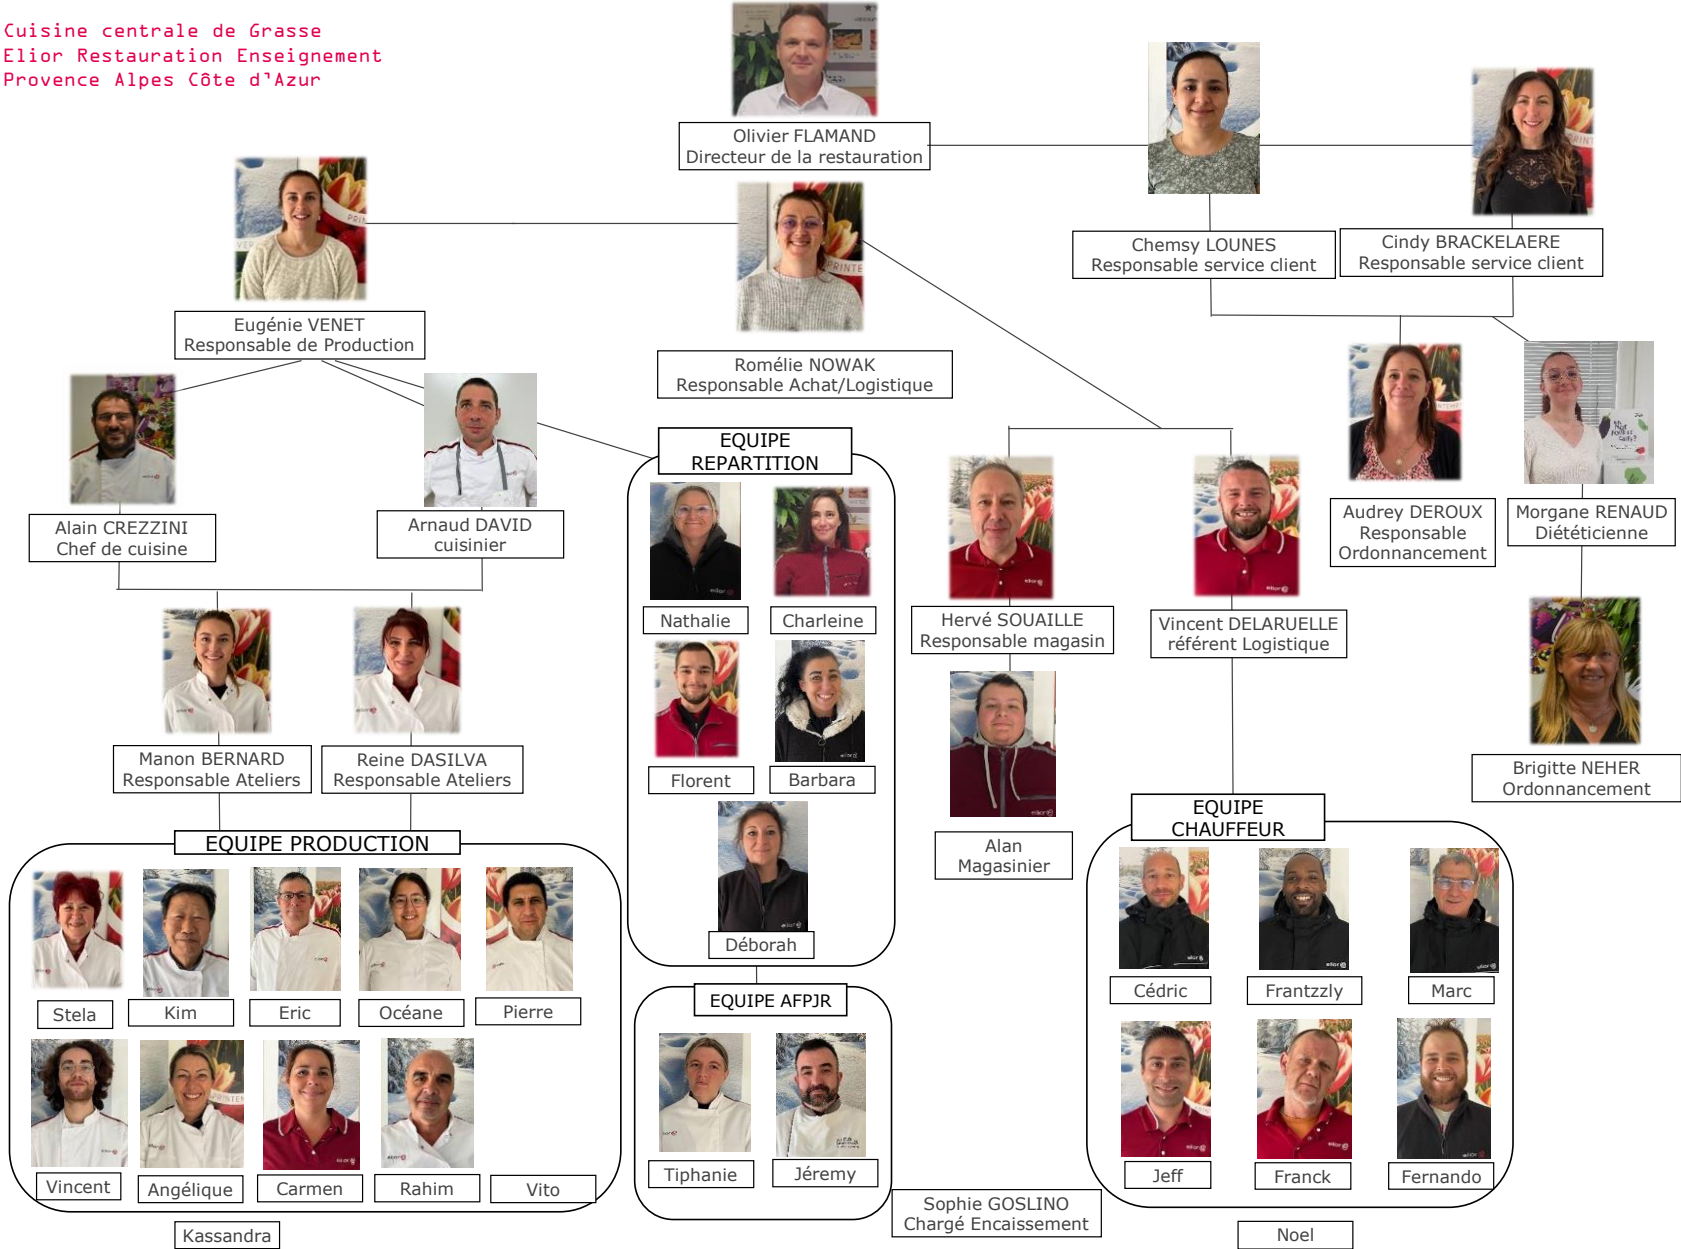 Cuisine centrale de Grasse
Elior Restauration Enseignement
Provence Alpes Côte d'Azur
Olivier FLAMAND
Directeur de la restauration
Chemsy LOUNES
Responsable service client
Cindy BRACKELAERE
Responsable service client
Eugénie VENET
Responsable de Production
Romélie NOWAK
Responsable Achat/Logistique
Alain CREZZINI
Chef de cuisine
Arnaud DAVID
cuisinier
EQUIPE
REPARTITION
Nathalie
Charleine
Florent
Barbara
Déborah
Hervé SOUAILLE
Responsable magasin
Vincent DELARUELLE
référent Logistique
Audrey DEROUX
Responsable
Ordonnancement
Morgane RENAUD
Diététicienne
Manon BERNARD
Responsable Ateliers
Reine DASILVA
Responsable Ateliers
Alan
Magasinier
Brigitte NEHER
Ordonnancement
EQUIPE PRODUCTION
Stela
Kim
Eric
Océane
Pierre
Vincent
Angélique
Carmen
Rahim
Vito
Kassandra
EQUIPE AFPJR
Tiphanie
Jéremy
Sophie GOSLINO
Chargé Encaissement
EQUIPE
CHAUFFEUR
Cédric
Frantzzly
Marc
Jeff
Franck
Fernando
Noel